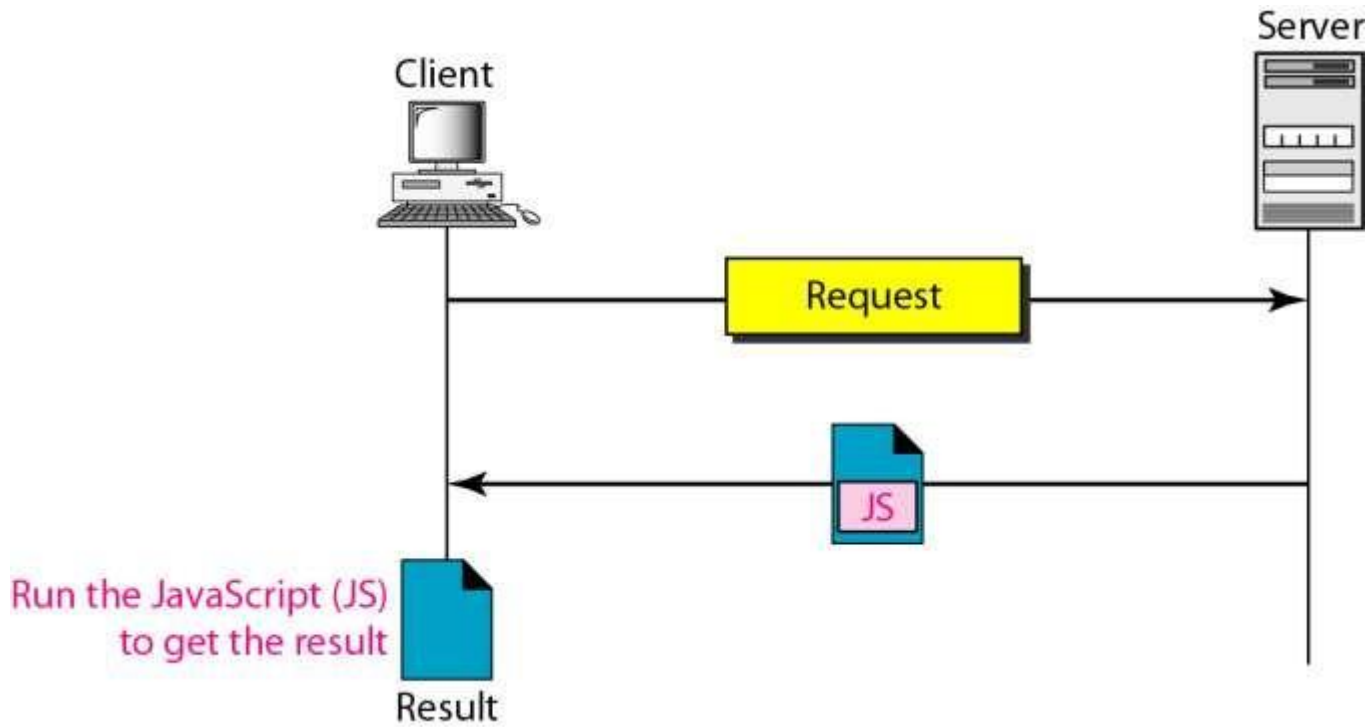 Server
Client
Request
JS
Run the JavaScript (JS)
to get the result
Result